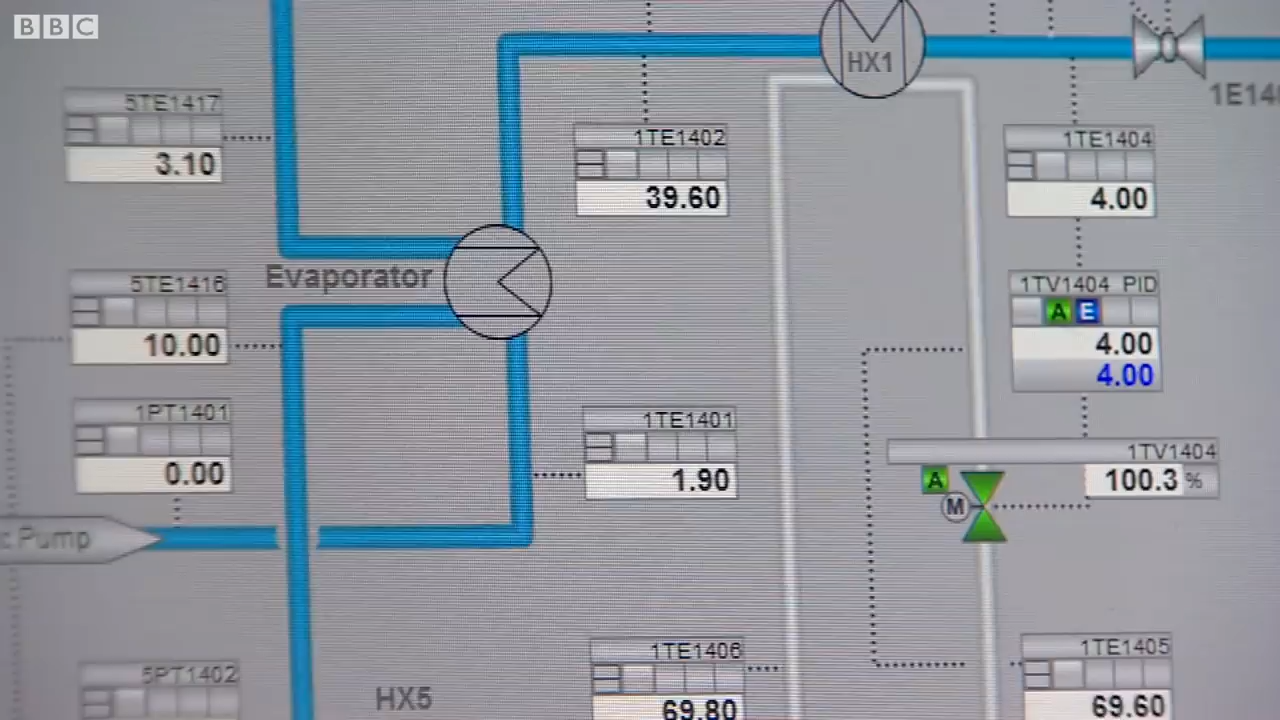 BBC
HX1
1E140
5TE1417
3.10
1TE1402
39.60
1TE1404
4.00
Evaporator
5TE1416
10.00
1TV1404 PID
A E
4.00
4.00
1PT1401
0.00
1TE1401
1.90
1TV1404
A
100.3 %
M
c Pump
5PT1402
HX5
1TE1406
69.80
1TE1405
69.60